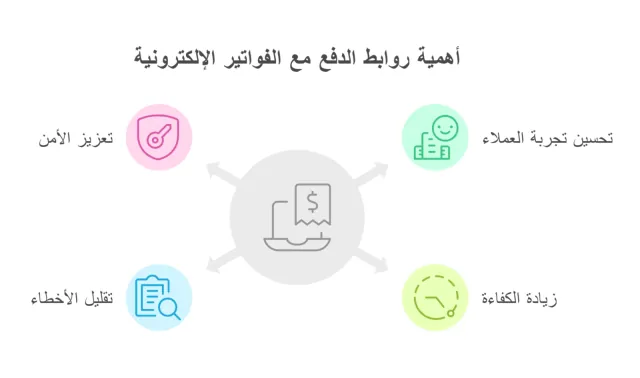 أهمية روابط الدفع مع الفواتير الإلكترونية
تحسين تجربة العملاء
تعزيز الأمن
زيادة الكفاءة
تقليل الأخطاء